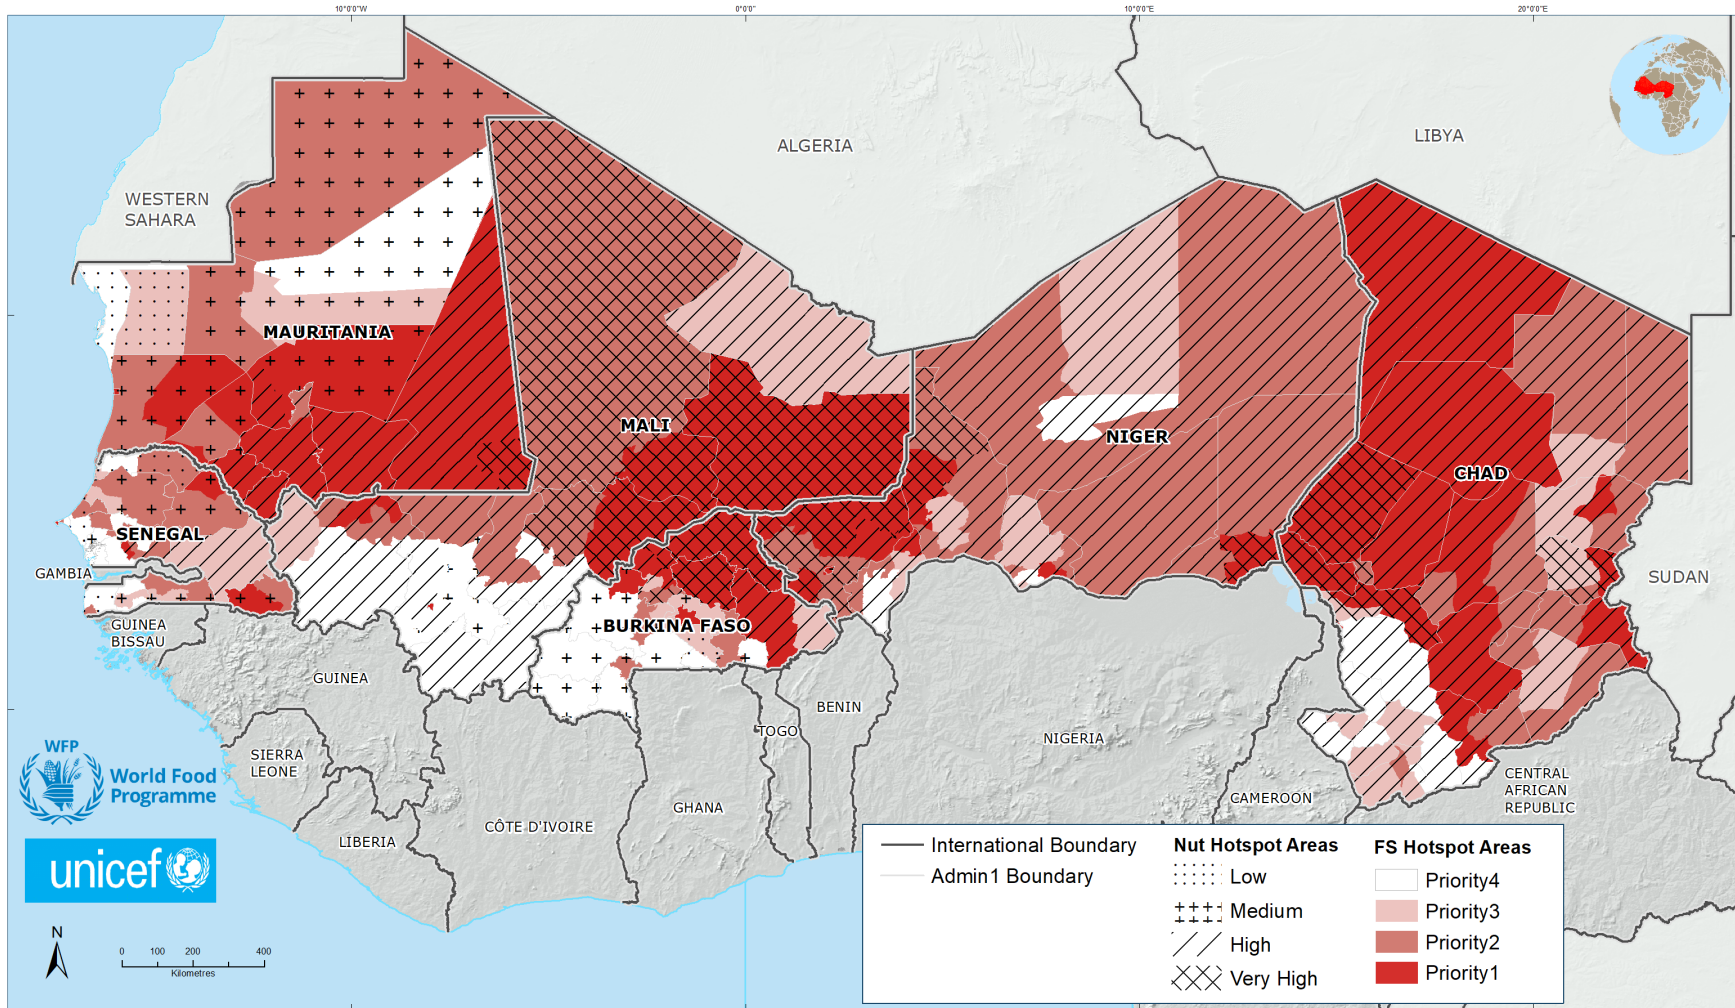 10°0'0"W
0°0'0"
10°0'0"E
20°0'0"E
ALGERIA
LIBYA
WESTERN
SAHARA
MAURITANIA
MALI
NIGER
CHAD
SENEGAL
GAMBIA
SUDAN
GUINEA
BISSAU
BURKINA FASO
GUINEA
BENIN
TOGO
NIGERIA
SIERRA
LEONE
GHANA
CAMEROON
CENTRAL
AFRICAN
REPUBLIC
CÔTE D'IVOIRE
LIBERIA
WFP
World Food
Programme
unicef
N
0 100 200 400
Kilometres
International Boundary
Admin1 Boundary
Nut Hotspot Areas
Low
Medium
High
Very High
FS Hotspot Areas
Priority4
Priority3
Priority2
Priority1